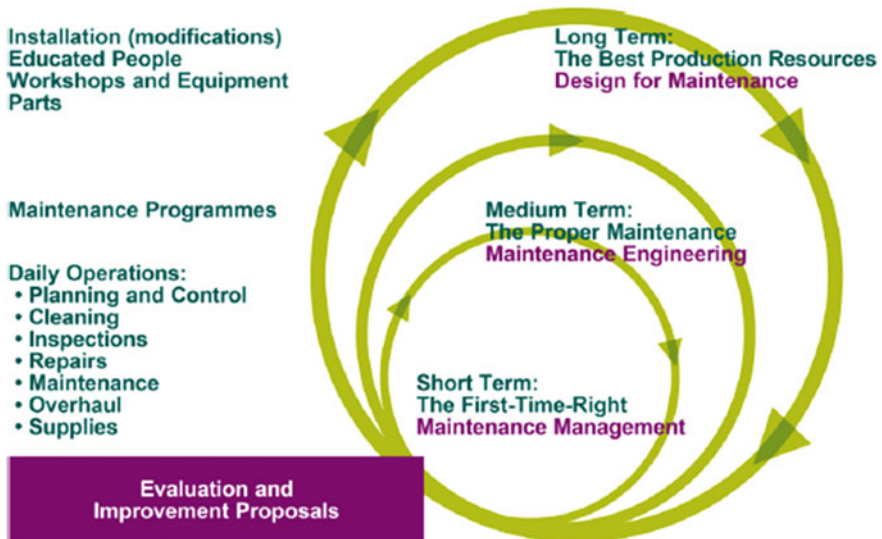 Installation (modifications)
Educated People
Workshops and Equipment
Parts
Long Term:
The Best Production Resources
Design for Maintenance
Maintenance Programmes
Medium Term:
The Proper Maintenance
Maintenance Engineering
Daily Operations:
• Planning and Control
• Cleaning
• Inspections
• Repairs
• Maintenance
• Overhaul
• Supplies
Short Term:
The First-Time-Right
Maintenance Management
Evaluation and
Improvement Proposals